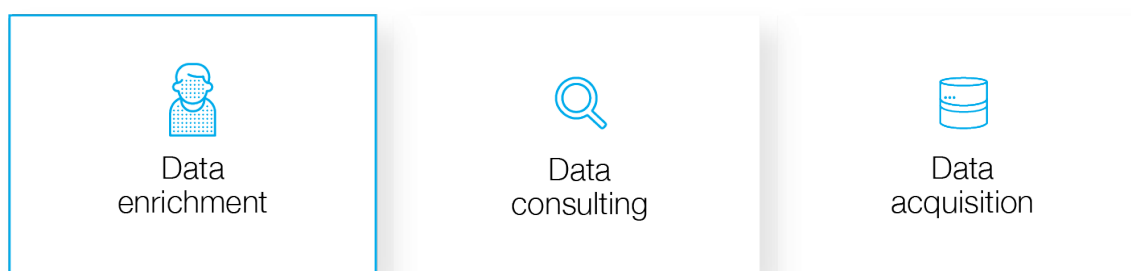 Data
enrichment
Data
consulting
Data
acquisition